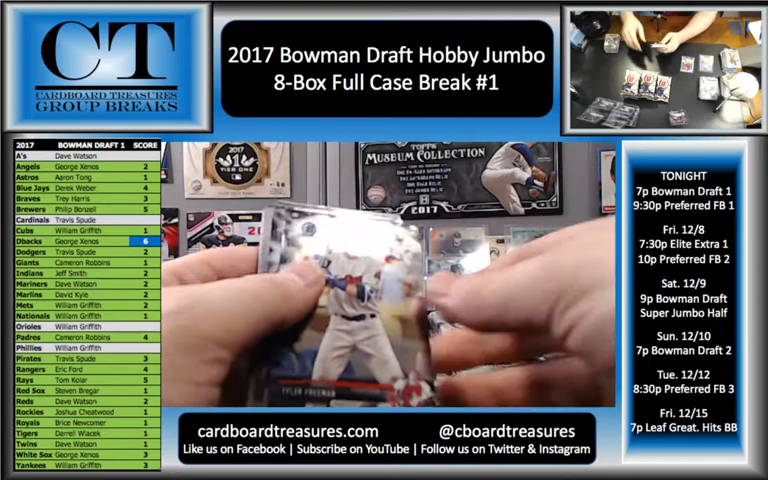 CT
CARDBOARD TREASURES
GROUP BREAKS
2017 Bowman Draft Hobby Jumbo
8-Box Full Case Break #1
2017 BOWMAN DRAFT 1 SCORE
A's Dave Watson
Angels George Xenos 2
Astros Aaron Tong 1
Blue Jays Derek Weber 4
Braves Trey Harris 3
Brewers Philip Bonzell 5
Cardinals Travis Spude
Cubs William Griffith 1
Dbacks George Xenos 6
Dodgers Travis Spude 2
Giants Cameron Robbins 1
Indians Jeff Smith 2
Mariners Dave Watson 2
Marlins David Kyle 2
Mets William Griffith 2
Nationals William Griffith 1
Orioles William Griffith
Padres Cameron Robbins 4
Phillies William Griffith
Pirates Travis Spude 3
Rangers Eric Ford 4
Rays Tom Kolar 5
Red Sox Steven Bregar 1
Reds Dave Watson 2
Rockies Joshua Cheatwood 1
Royals Brice Newcomer 1
Tigers Darrell Wiacek 1
Twins Dave Watson 1
White Sox George Xenos 3
Yankees William Griffith 3
2017
TIER ONE
TOPPS
MUSEUM COLLECTION
2017
TYLER FREEMAN
TONIGHT
7p Bowman Draft 1
9:30p Preferred FB 1
Fri. 12/8
7:30p Elite Extra 1
10p Preferred FB 2
Sat. 12/9
9p Bowman Draft
Super Jumbo Half
Sun. 12/10
7p Bowman Draft 2
Tue. 12/12
8:30p Preferred FB 3
Fri. 12/15
7p Leaf Great. Hits BB
cardboardtreasures.com @cboardtreasures
Like us on Facebook | Subscribe on YouTube | Follow us on Twitter & Instagram